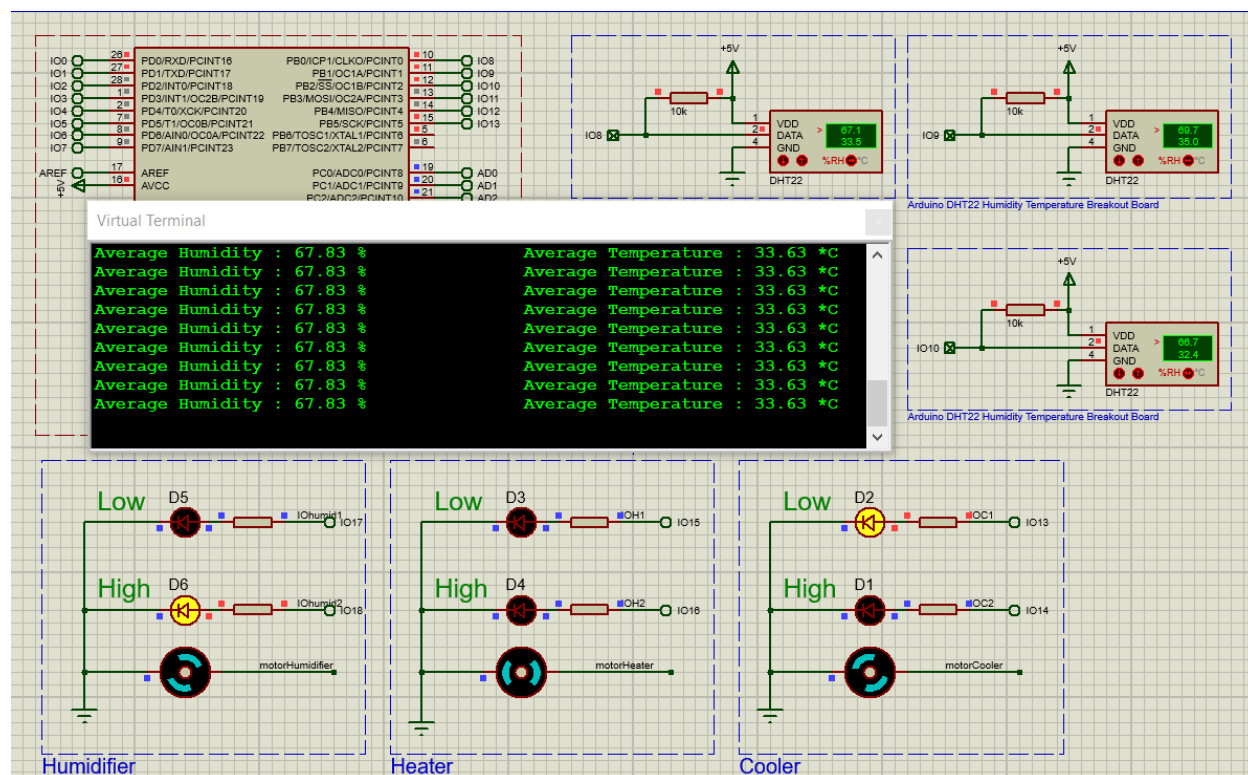 IO0 26 PD0/RXD/PCINT16 PB0/ICP1/CLKO/PCINT0 10 IO8
IO1 27 PD1/TXD/PCINT17 PB1/OC1A/PCINT1 11 IO9
IO2 28 PD2/INT0/PCINT18 PB2/SS/OC1B/PCINT2 12 IO10
IO3 1 PD3/INT1/OC2B/PCINT19 PB3/MOSI/OC2A/PCINT3 13 IO11
IO4 2 PD4/T0/XCK/PCINT20 PB4/MISO/PCINT4 14 IO12
IO5 7 PD5/T1/OC0B/PCINT21 PB5/SCK/PCINT5 15 IO13
IO6 8 PD6/AIN0/OC0A/PCINT22 PB6/TOSC1/XTAL1/PCINT6 5
IO7 9 PD7/AIN1/PCINT23 PB7/TOSC2/XTAL2/PCINT7 6
AREF 17 AREF PC0/ADC0/PCINT8 19 AD0
+5V 16 AVCC PC1/ADC1/PCINT9 20 AD1
PC2/ADC2/PCINT10 21 AD2
+5V
10k
IO8
1 VDD
2 DATA > 67.1
4 GND 33.5
%RH °C
DHT22
+5V
10k
IO9
1 VDD
2 DATA > 69.7
4 GND 35.0
%RH °C
DHT22
Arduino DHT22 Humidity Temperature Breakout Board
+5V
10k
IO10
1 VDD
2 DATA > 66.7
4 GND 32.4
%RH °C
DHT22
Arduino DHT22 Humidity Temperature Breakout Board
Virtual Terminal
Average Humidity : 67.83 % Average Temperature : 33.63 *C
Average Humidity : 67.83 % Average Temperature : 33.63 *C
Average Humidity : 67.83 % Average Temperature : 33.63 *C
Average Humidity : 67.83 % Average Temperature : 33.63 *C
Average Humidity : 67.83 % Average Temperature : 33.63 *C
Average Humidity : 67.83 % Average Temperature : 33.63 *C
Average Humidity : 67.83 % Average Temperature : 33.63 *C
Average Humidity : 67.83 % Average Temperature : 33.63 *C
Average Humidity : 67.83 % Average Temperature : 33.63 *C
Low D5 IOhumid1 IO17
High D6 IOhumid2 IO18
motorHumidifier
Humidifier
Low D3 IOH1 IO15
High D4 IOH2 IO16
motorHeater
Heater
Low D2 IOC1 IO13
High D1 IOC2 IO14
motorCooler
Cooler